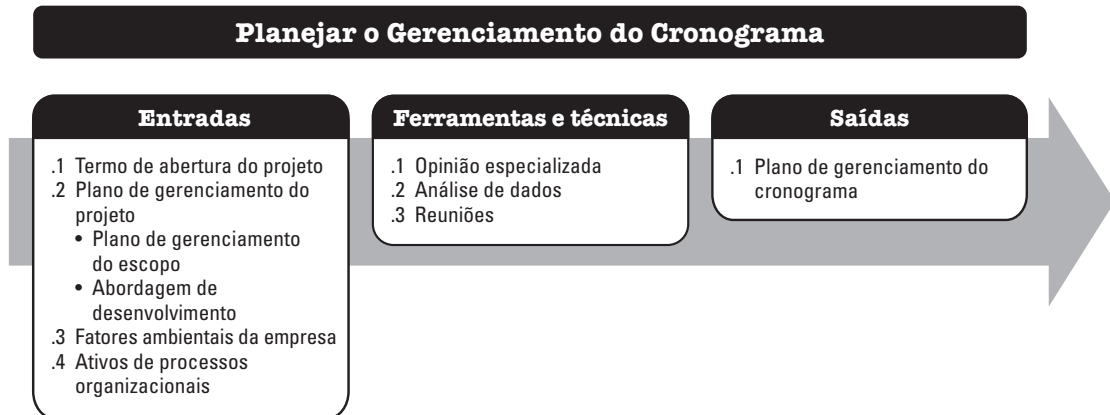 Planejar o Gerenciamento do Cronograma
Entradas
.1 Termo de abertura do projeto
.2 Plano de gerenciamento do
projeto
• Plano de gerenciamento
do escopo
• Abordagem de
desenvolvimento
.3 Fatores ambientais da empresa
.4 Ativos de processos
organizacionais
Ferramentas e técnicas
.1 Opinião especializada
.2 Análise de dados
.3 Reuniões
Saídas
.1 Plano de gerenciamento do
cronograma